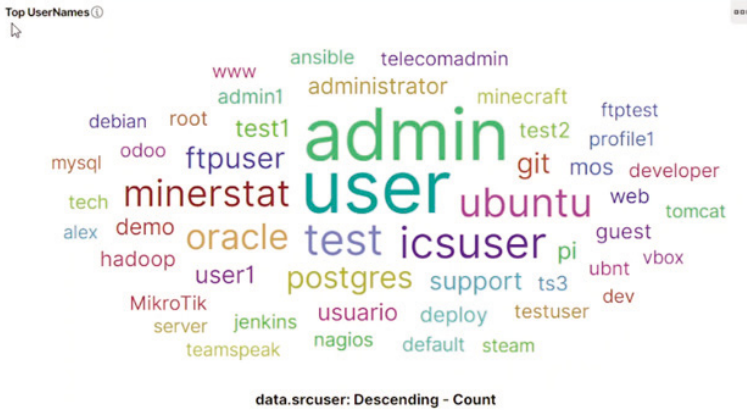 Top UserNames
ansible telecomadmin
www
administrator
admin1 minecraft
ftptest
debian root test1 admin test2 profile1
odoo ftpuser git mos developer
mysql
minerstat user ubuntu web
tech tomcat
alex demo oracle test icsuser pi guest
hadoop vbox
user1 postgres support ts3 ubnt
dev
MikroTik usuario deploy testuser
server jenkins
nagios default steam
teamspeak
data.srcuser: Descending - Count